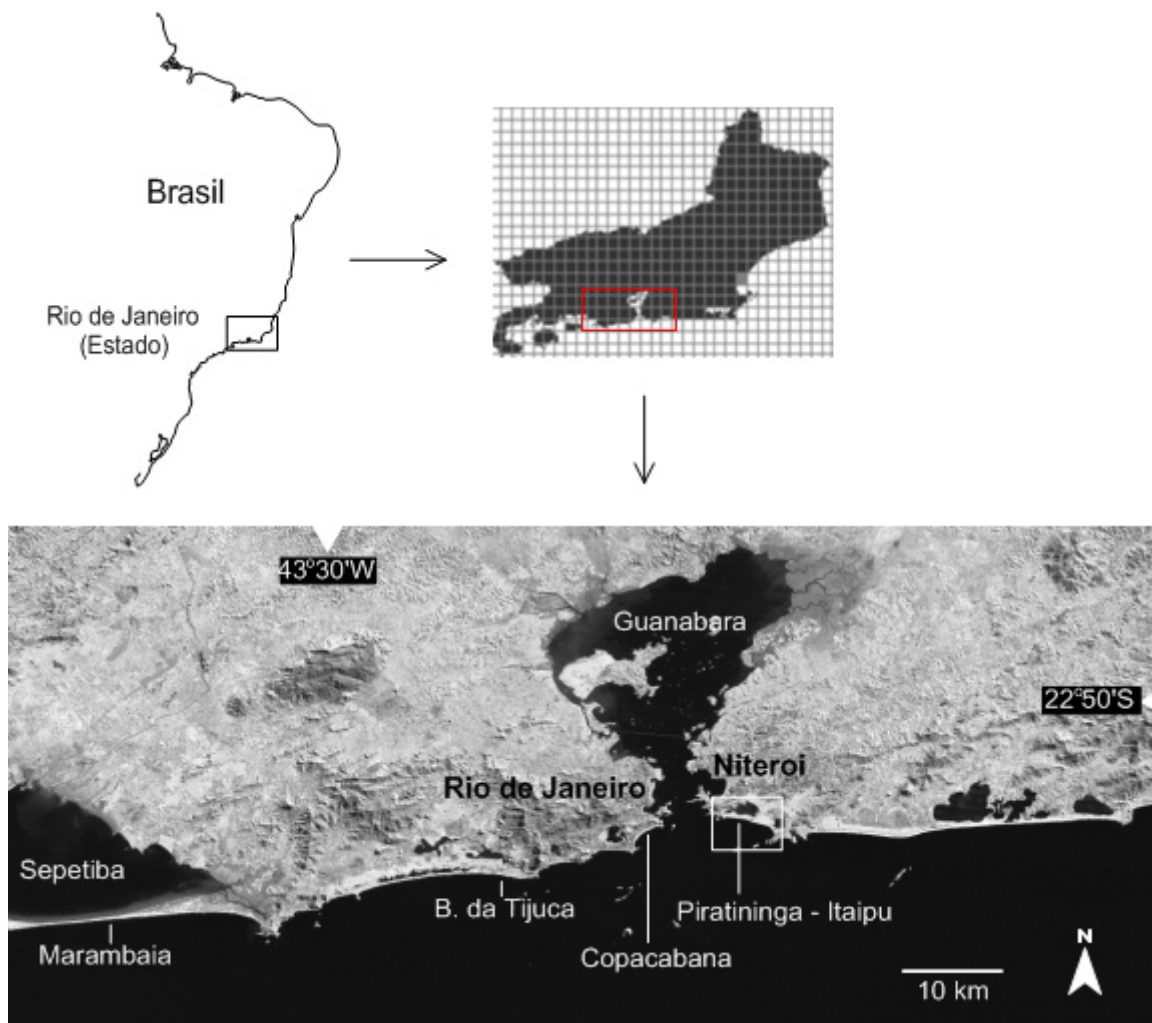 Brasil
Rio de Janeiro
(Estado)
43°30'W
Guanabara
22°50'S
Niteroi
Rio de Janeiro
Sepetiba
B. da Tijuca
Piratininga - Itaipu
Marambaia
Copacabana
N
10 km